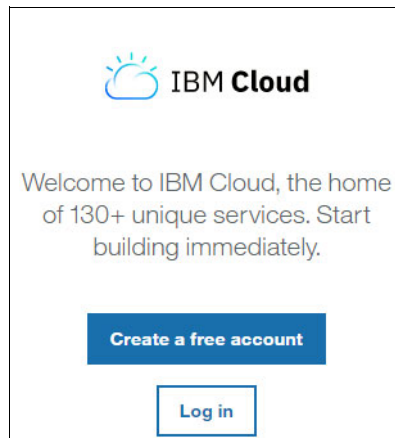 IBM Cloud
Welcome to IBM Cloud, the home
of 130+ unique services. Start
building immediately.
Create a free account
Log in